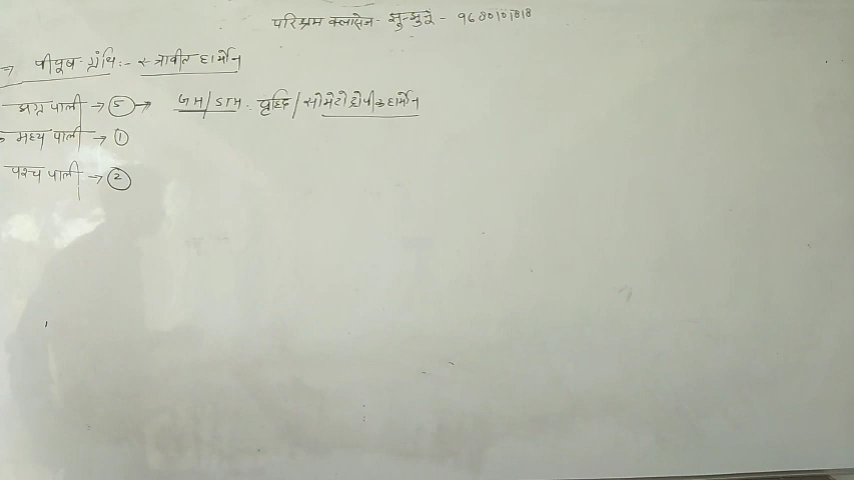 परिश्रम क्लासेज - झुन्झुनूं - 9680101818
→ पीयूष ग्रंथि :- स्त्रावीत हार्मोन
अग्र पाली → 5 → GH/STH. वृद्धि / सोमेटोट्रोपीक हार्मोन
मध्य पाली → 1
पश्च पाली → 2